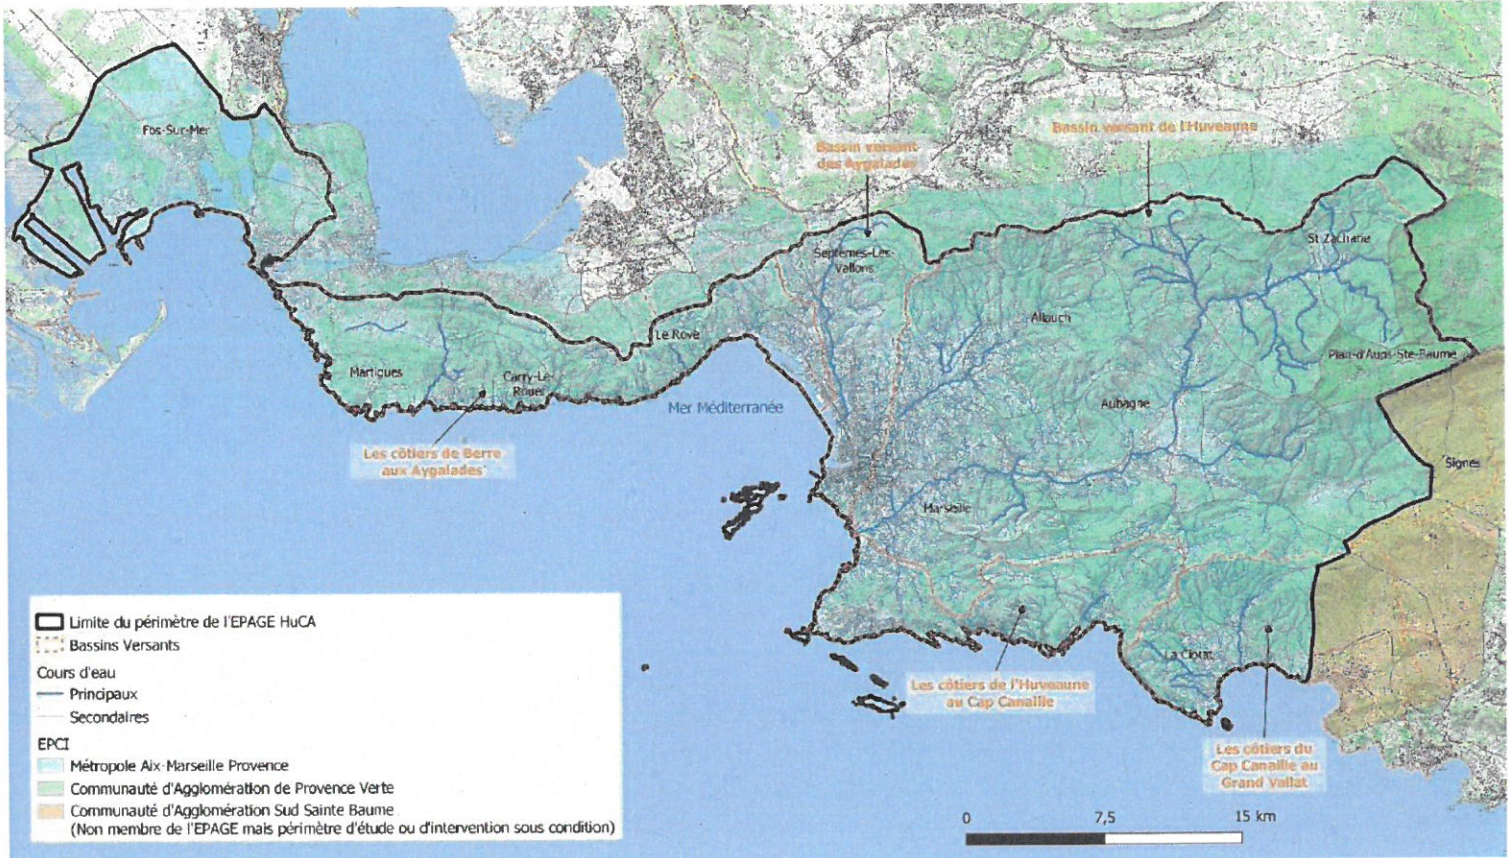 Fos-Sur-Mer
Bassin versant de l'Huveaune
Bassin versant
des Aygalades
St Zacharie
Septèmes-Les-
Vallons
Allauch
Le Rove
Plan-d'Aups-Ste-Baume
Martigues
Carry-Le-
Rouet
Aubagne
Mer Méditerranée
Les côtiers de Berre
aux Aygalades
Signes
Marseille
La Ciotat
Les côtiers de l'Huveaune
au Cap Canaille
Les côtiers du
Cap Canaille au
Grand Vallat
Limite du périmètre de l'EPAGE HuCA
Bassins Versants
Cours d'eau
Principaux
Secondaires
EPCI
Métropole Aix-Marseille Provence
Communauté d'Agglomération de Provence Verte
Communauté d'Agglomération Sud Sainte Baume
(Non membre de l'EPAGE mais périmètre d'étude ou d'intervention sous condition)
0 7,5 15 km